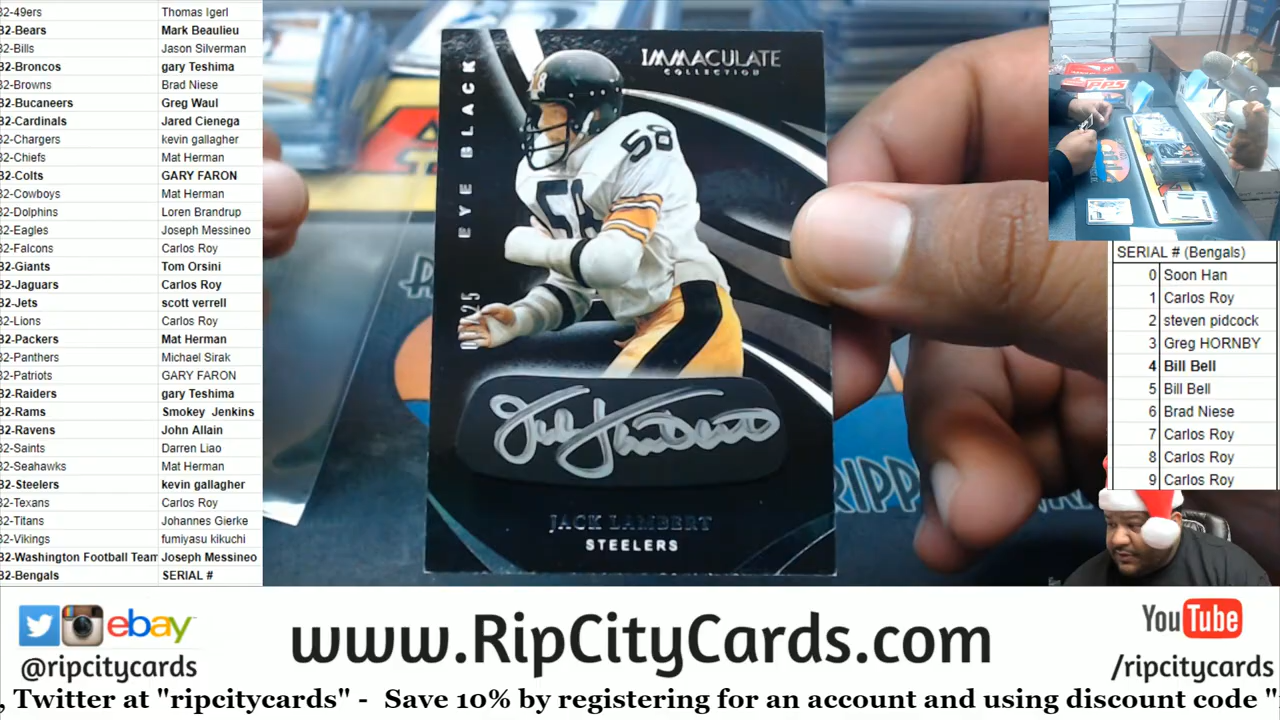 32-49ers Thomas Igerl
32-Bears Mark Beaulieu
32-Bills Jason Silverman
32-Broncos gary Teshima
32-Browns Brad Niese
32-Bucaneers Greg Waul
32-Cardinals Jared Cienega
32-Chargers kevin gallagher
32-Chiefs Mat Herman
32-Colts GARY FARON
32-Cowboys Mat Herman
32-Dolphins Loren Brandrup
32-Eagles Joseph Messineo
32-Falcons Carlos Roy
32-Giants Tom Orsini
32-Jaguars Carlos Roy
32-Jets scott verrell
32-Lions Carlos Roy
32-Packers Mat Herman
32-Panthers Michael Sirak
32-Patriots GARY FARON
32-Raiders gary Teshima
32-Rams Smokey Jenkins
32-Ravens John Allain
32-Saints Darren Liao
32-Seahawks Mat Herman
32-Steelers kevin gallagher
32-Texans Carlos Roy
32-Titans Johannes Gierke
32-Vikings fumiyasu kikuchi
32-Washington Football Team Joseph Messineo
32-Bengals SERIAL #
IMMACULATE
COLLECTION
EYE BLACK
58
58
JACK LAMBERT
STEELERS
SERIAL # (Bengals)
0 Soon Han
1 Carlos Roy
2 steven pidcock
3 Greg HORNBY
4 Bill Bell
5 Bill Bell
6 Brad Niese
7 Carlos Roy
8 Carlos Roy
9 Carlos Roy
ebay
@ripcitycards
www.RipCityCards.com
YouTube
/ripcitycards
, Twitter at "ripcitycards" - Save 10% by registering for an account and using discount code "